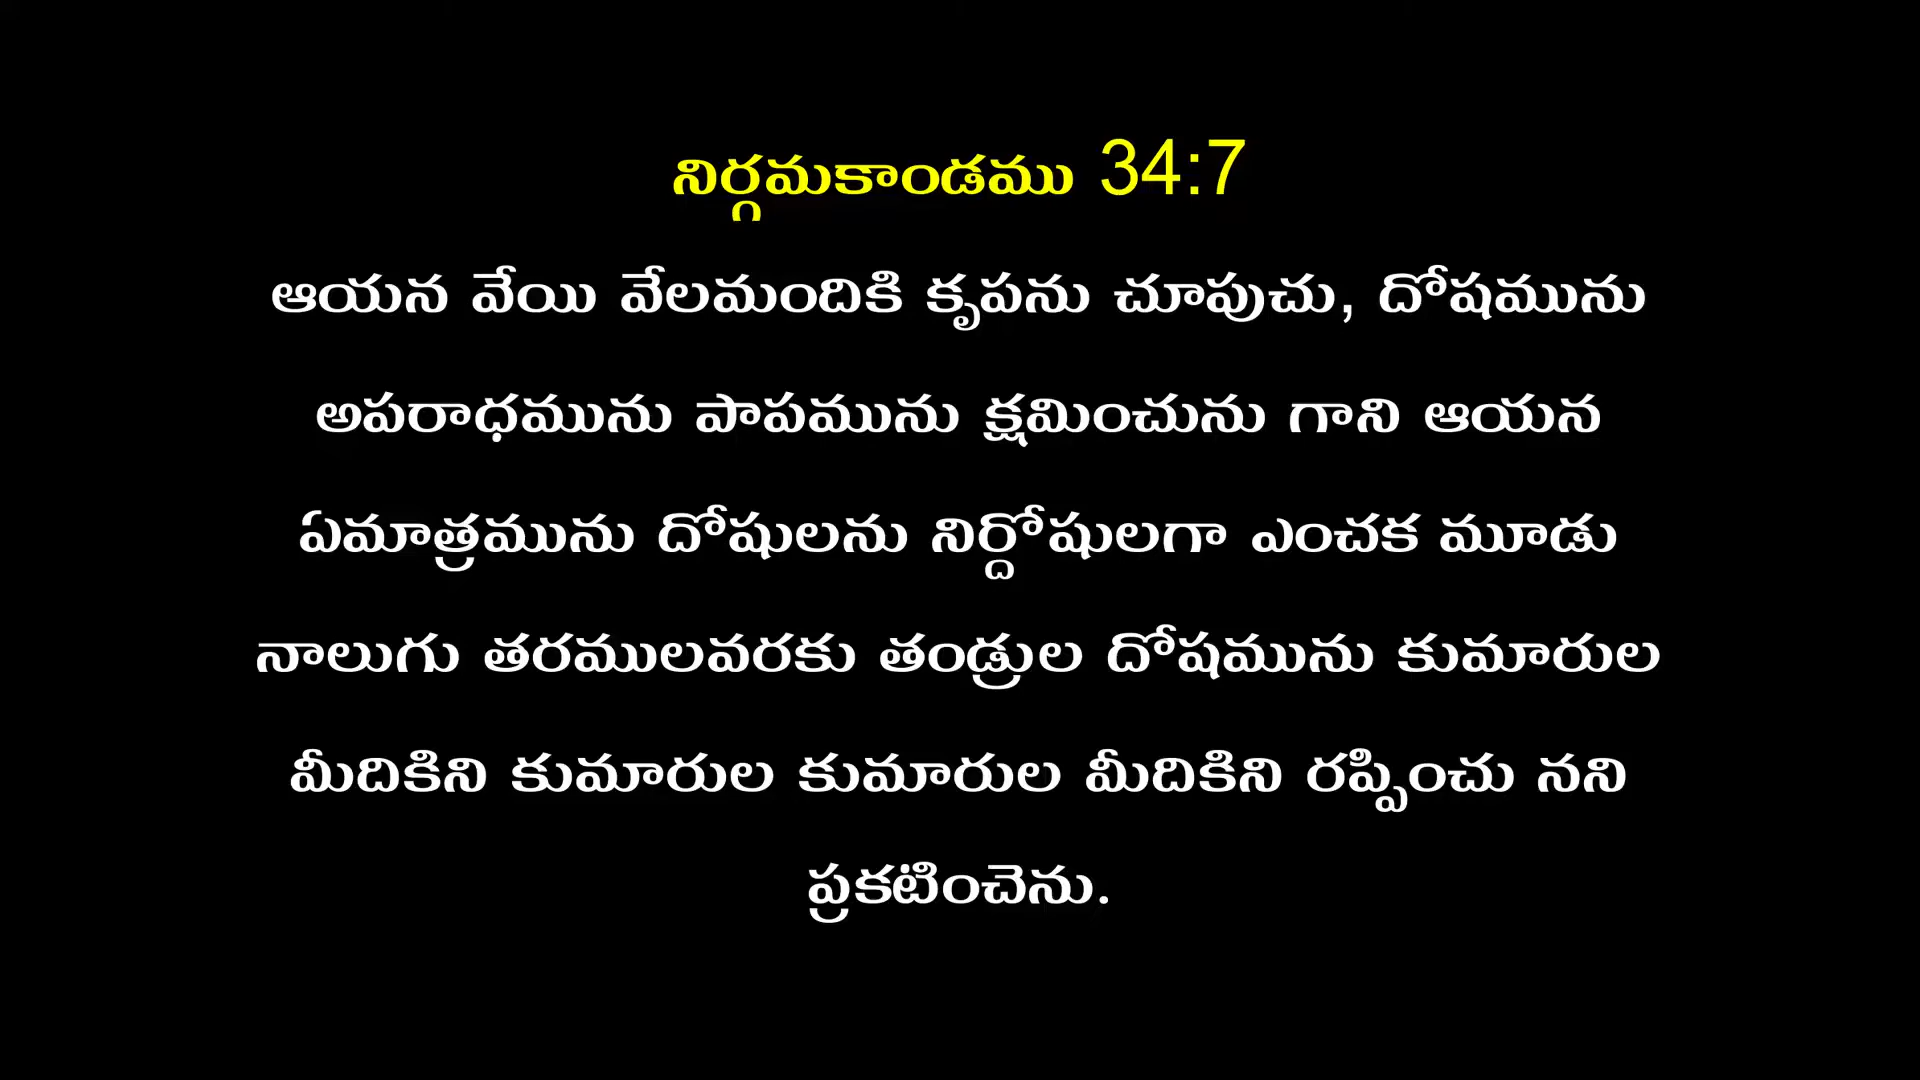 నిర్గమకాండము 34:7
ఆయన వేయి వేలమందికి కృపను చూపుచు, దోషమును
అపరాధమును పాపమును క్షమించును గాని ఆయన
ఏమాత్రమును దోషులను నిర్దోషులగా ఎంచక మూడు
నాలుగు తరములవరకు తండ్రుల దోషమును కుమారుల
మీదికిని కుమారుల కుమారుల మీదికిని రప్పించు నని
ప్రకటించెను.